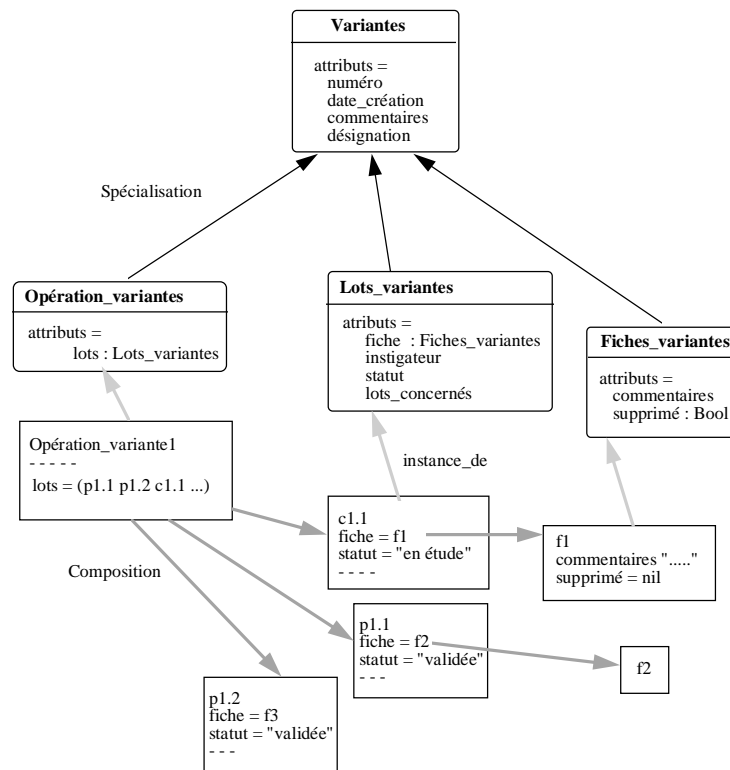 Variantes
attributs =
numéro
date_création
commentaires
désignation
Spécialisation
Opération_variantes
attributs =
lots : Lots_variantes
Lots_variantes
atributs =
fiche : Fiches_variantes
instigateur
statut
lots_concernés
Fiches_variantes
attributs =
commentaires
supprimé : Bool
Opération_variante1
- - - - -
lots = (p1.1 p1.2 c1.1 ...)
instance_de
c1.1
fiche = f1
statut = "en étude"
- - - -
f1
commentaires "....."
supprimé = nil
Composition
p1.1
fiche = f2
statut = "validée"
- - -
f2
p1.2
fiche = f3
statut = "validée"
- - -